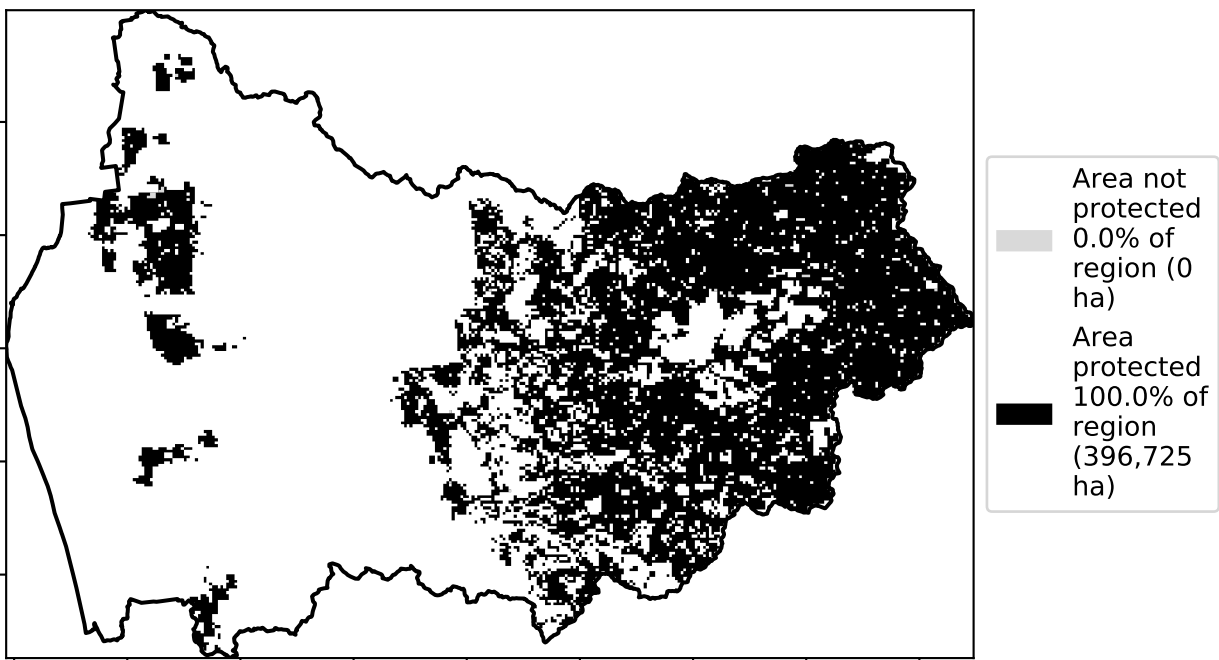 Area not
protected
0.0% of
region (0
ha)
Area
protected
100.0% of
region
(396,725
ha)